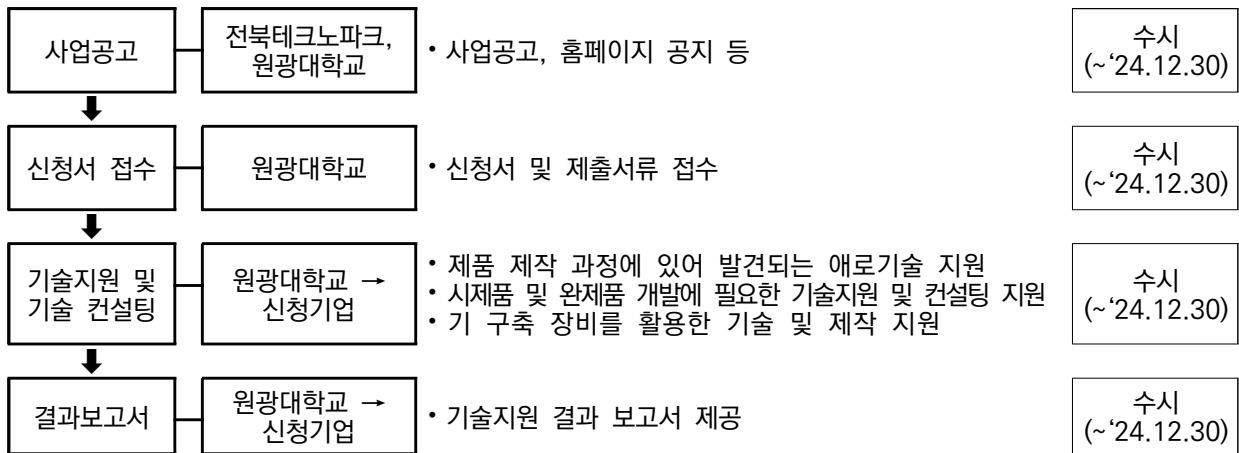 사업공고
전북테크노파크,
원광대학교
• 사업공고, 홈페이지 공지 등
수시
(~‘24.12.30)
신청서 접수
원광대학교
• 신청서 및 제출서류 접수
수시
(~‘24.12.30)
기술지원 및
기술 컨설팅
원광대학교 →
신청기업
• 제품 제작 과정에 있어 발견되는 애로기술 지원
• 시제품 및 완제품 개발에 필요한 기술지원 및 컨설팅 지원
• 기 구축 장비를 활용한 기술 및 제작 지원
수시
(~‘24.12.30)
결과보고서
원광대학교 →
신청기업
• 기술지원 결과 보고서 제공
수시
(~‘24.12.30)